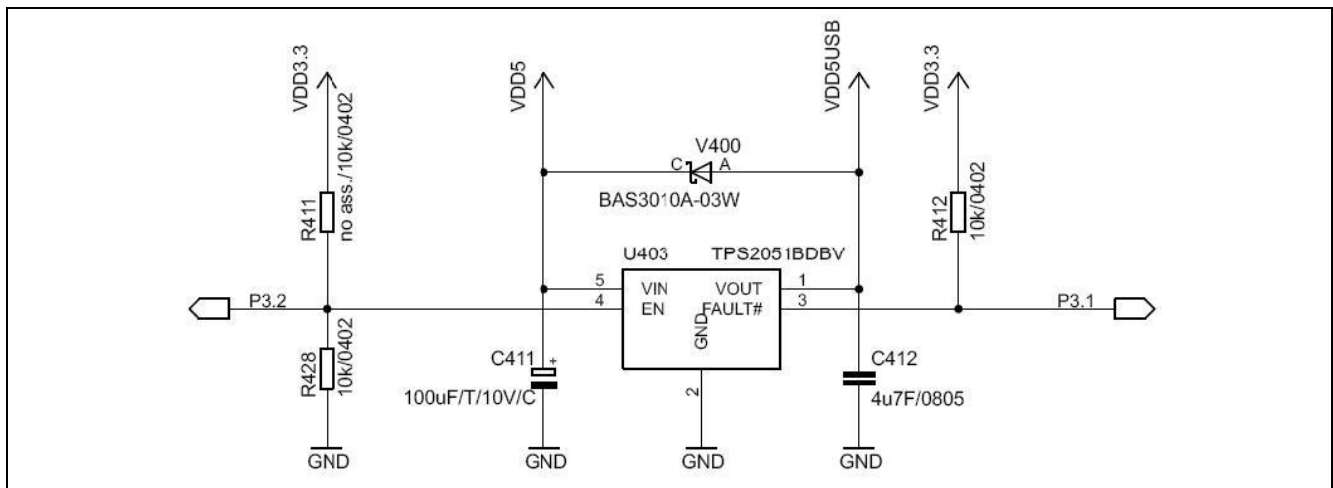 VDD3.3
VDD5
VDD5USB
VDD3.3
R411
no ass./10k/0402
C
V400
A
BAS3010A-03W
R412
10k/0402
U403
TPS2051BDBV
5
VIN
VOUT
1
4
EN
FAULT#
3
GND
2
P3.2
P3.1
R428
10k/0402
C411
+
100uF/T/10V/C
C412
4u7F/0805
GND
GND
GND
GND